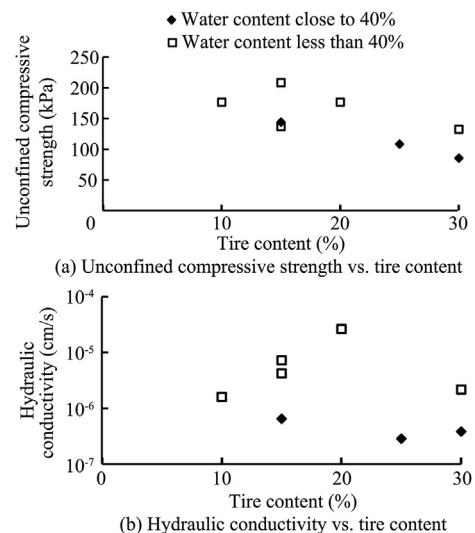 ◆ Water content close to 40%
□ Water content less than 40%
Unconfined compressive
strength (kPa)
250
200
150
100
50
0
10
20
30
Tire content (%)
(a) Unconfined compressive strength vs. tire content
Hydraulic
conductivity (cm/s)
10⁻⁴
10⁻⁵
10⁻⁶
10⁻⁷
0
10
20
30
Tire content (%)
(b) Hydraulic conductivity vs. tire content